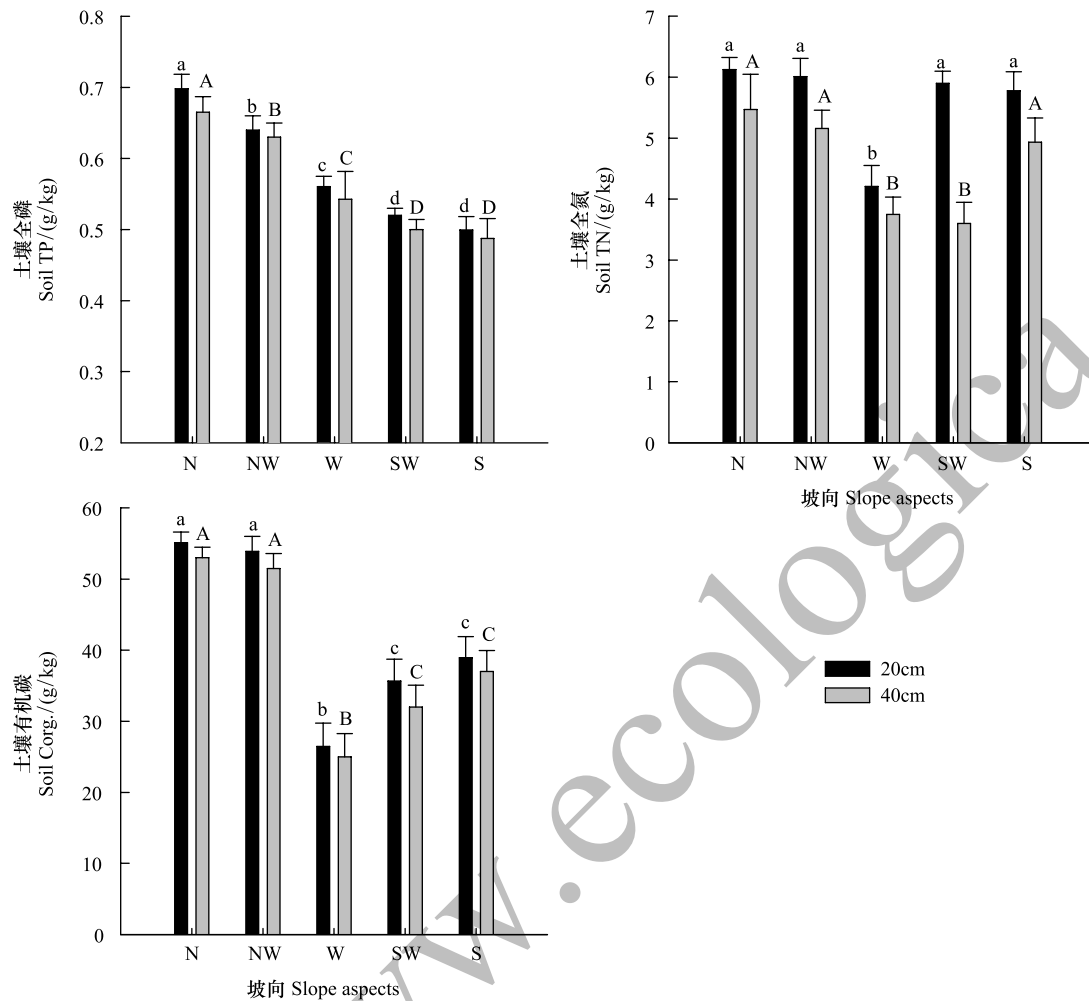 0.8
0.7
0.6
0.5
0.4
0.3
0.2
土壤全磷
Soil TP/(g/kg)
a A b B c C d D d D
N NW W SW S
7
6
5
4
3
2
1
0
土壤全氮
Soil TN/(g/kg)
a A a A b B a B a A
N NW W SW S
坡向 Slope aspects
60
50
40
30
20
10
0
土壤有机碳
Soil Corg./(g/kg)
a A a A b B c C c C
N NW W SW S
坡向 Slope aspects
20cm
40cm
w.ecologica